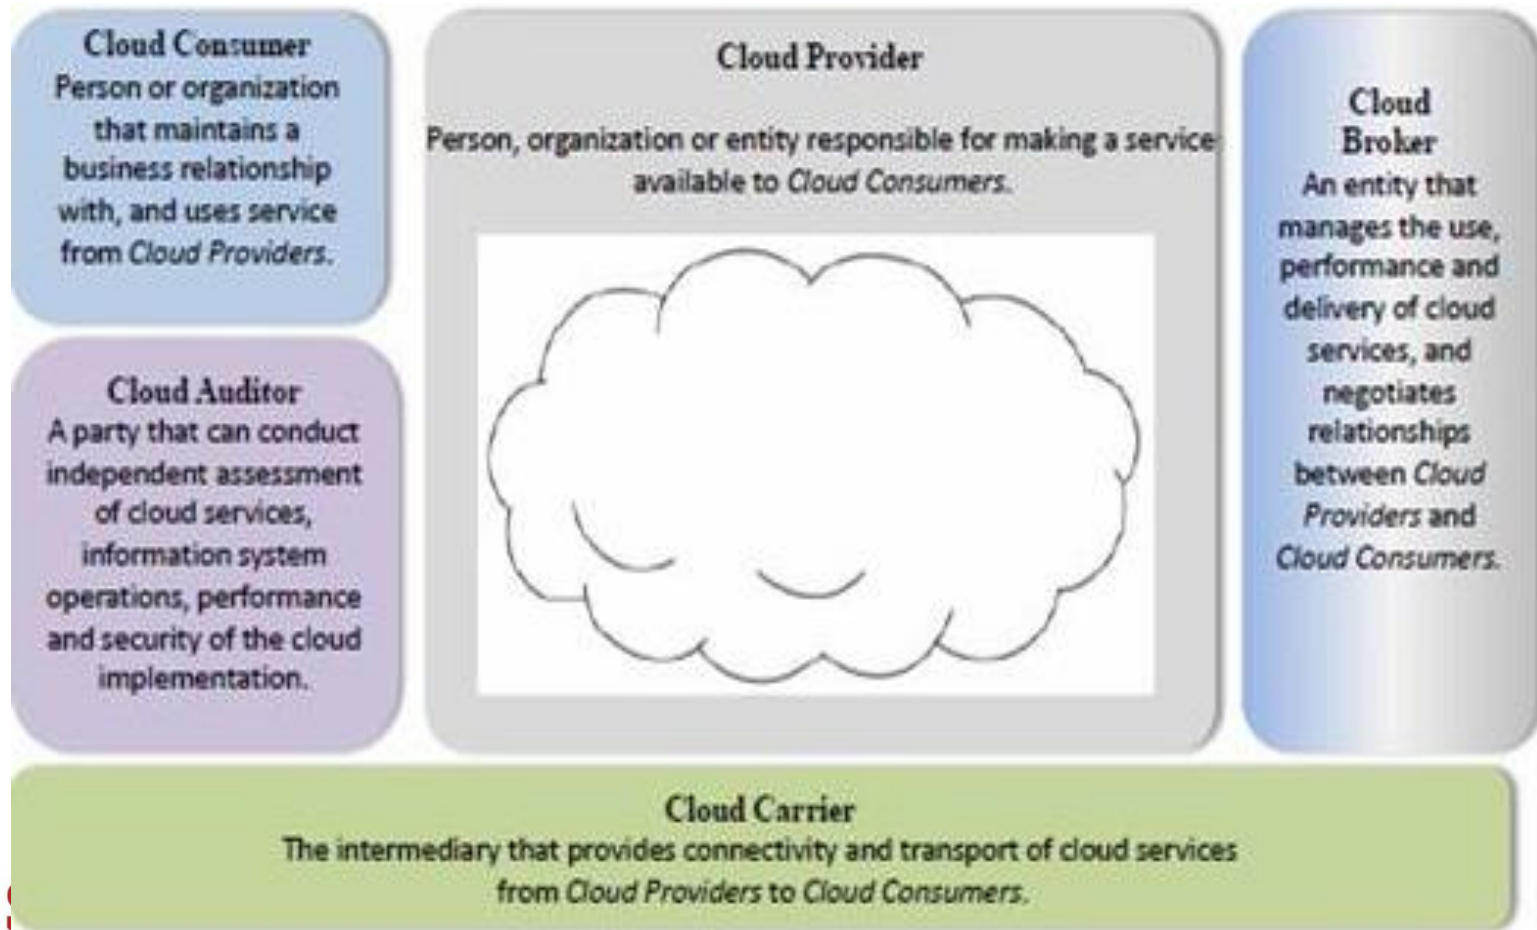 Cloud Consumer
Person or organization
that maintains a
business relationship
with, and uses service
from Cloud Providers.
Cloud Auditor
A party that can conduct
independent assessment
of cloud services,
information system
operations, performance
and security of the cloud
implementation.
Cloud Provider
Person, organization or entity responsible for making a service
available to Cloud Consumers.
Cloud
Broker
An entity that
manages the use,
performance and
delivery of cloud
services, and
negotiates
relationships
between Cloud
Providers and
Cloud Consumers.
Cloud Carrier
The intermediary that provides connectivity and transport of cloud services
from Cloud Providers to Cloud Consumers.